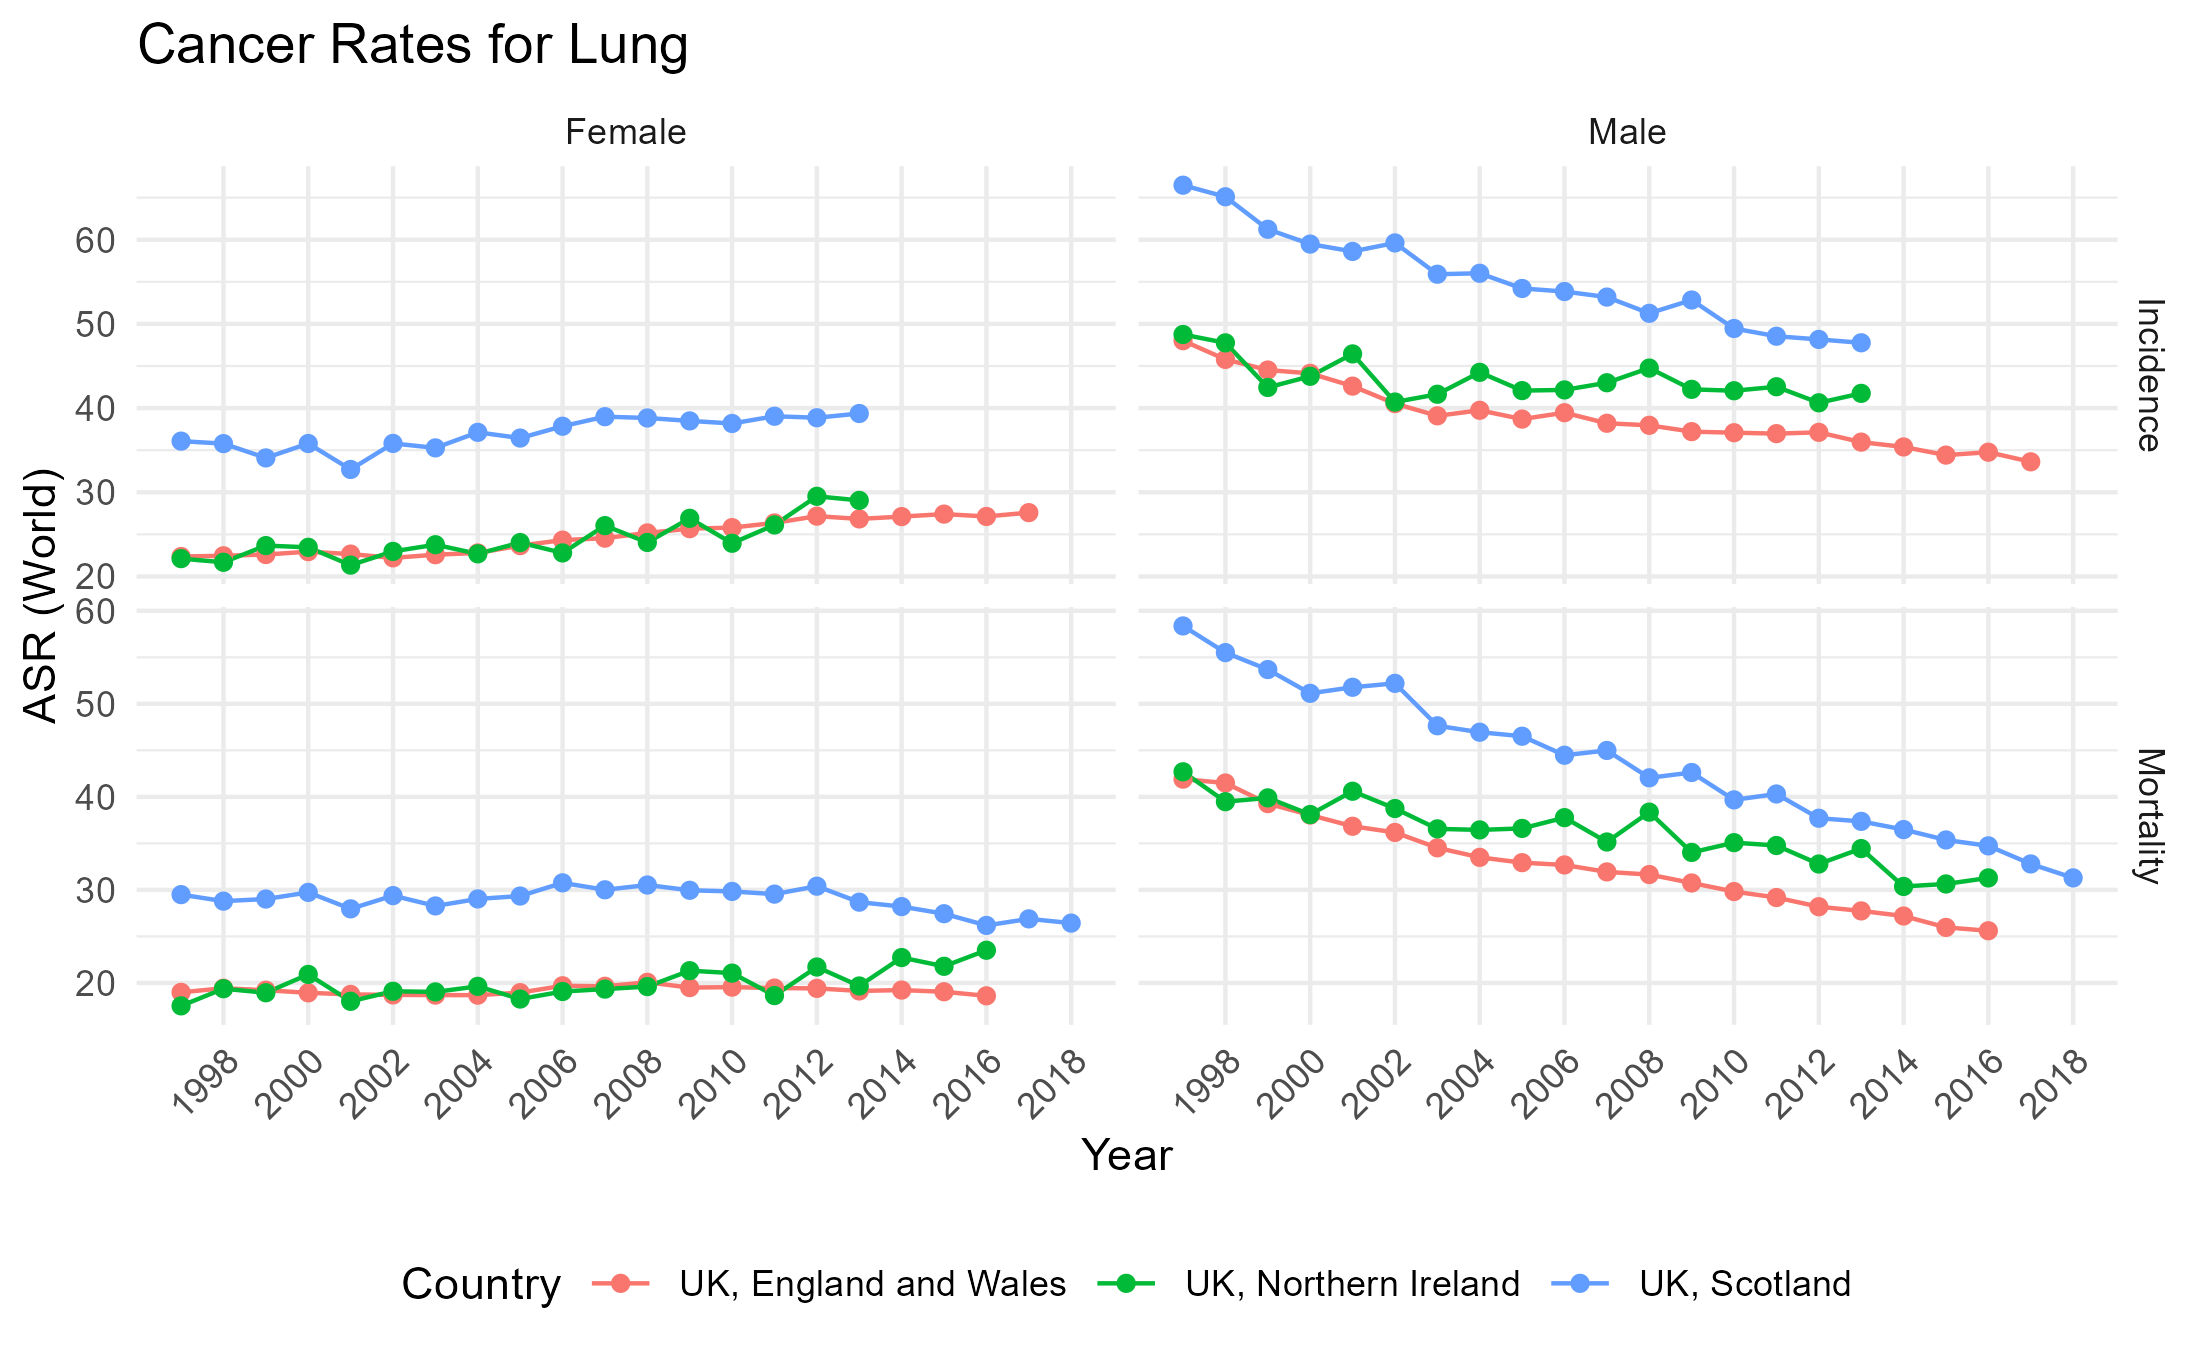 Cancer Rates for Lung
Female
Male
60
50
40
30
20
Incidence
ASR (World)
60
50
40
30
20
Mortality
1998 2000 2002 2004 2006 2008 2010 2012 2014 2016 2018
1998 2000 2002 2004 2006 2008 2010 2012 2014 2016 2018
Year
Country UK, England and Wales UK, Northern Ireland UK, Scotland